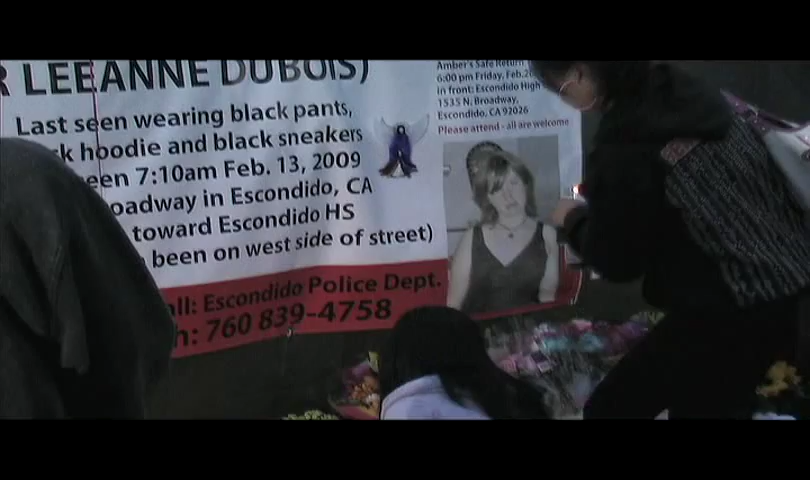 R LEEANNE DUBOIS)
Last seen wearing black pants,
k hoodie and black sneakers
een 7:10am Feb. 13, 2009
oadway in Escondido, CA
toward Escondido HS
been on west side of street)
ll: Escondido Police Dept.
h: 760 839-4758
Amber's Safe Return
6:00 pm Friday, Feb.20
in front: Escondido High
1535 N. Broadway,
Escondido, CA 92026
Please attend - all are welcome